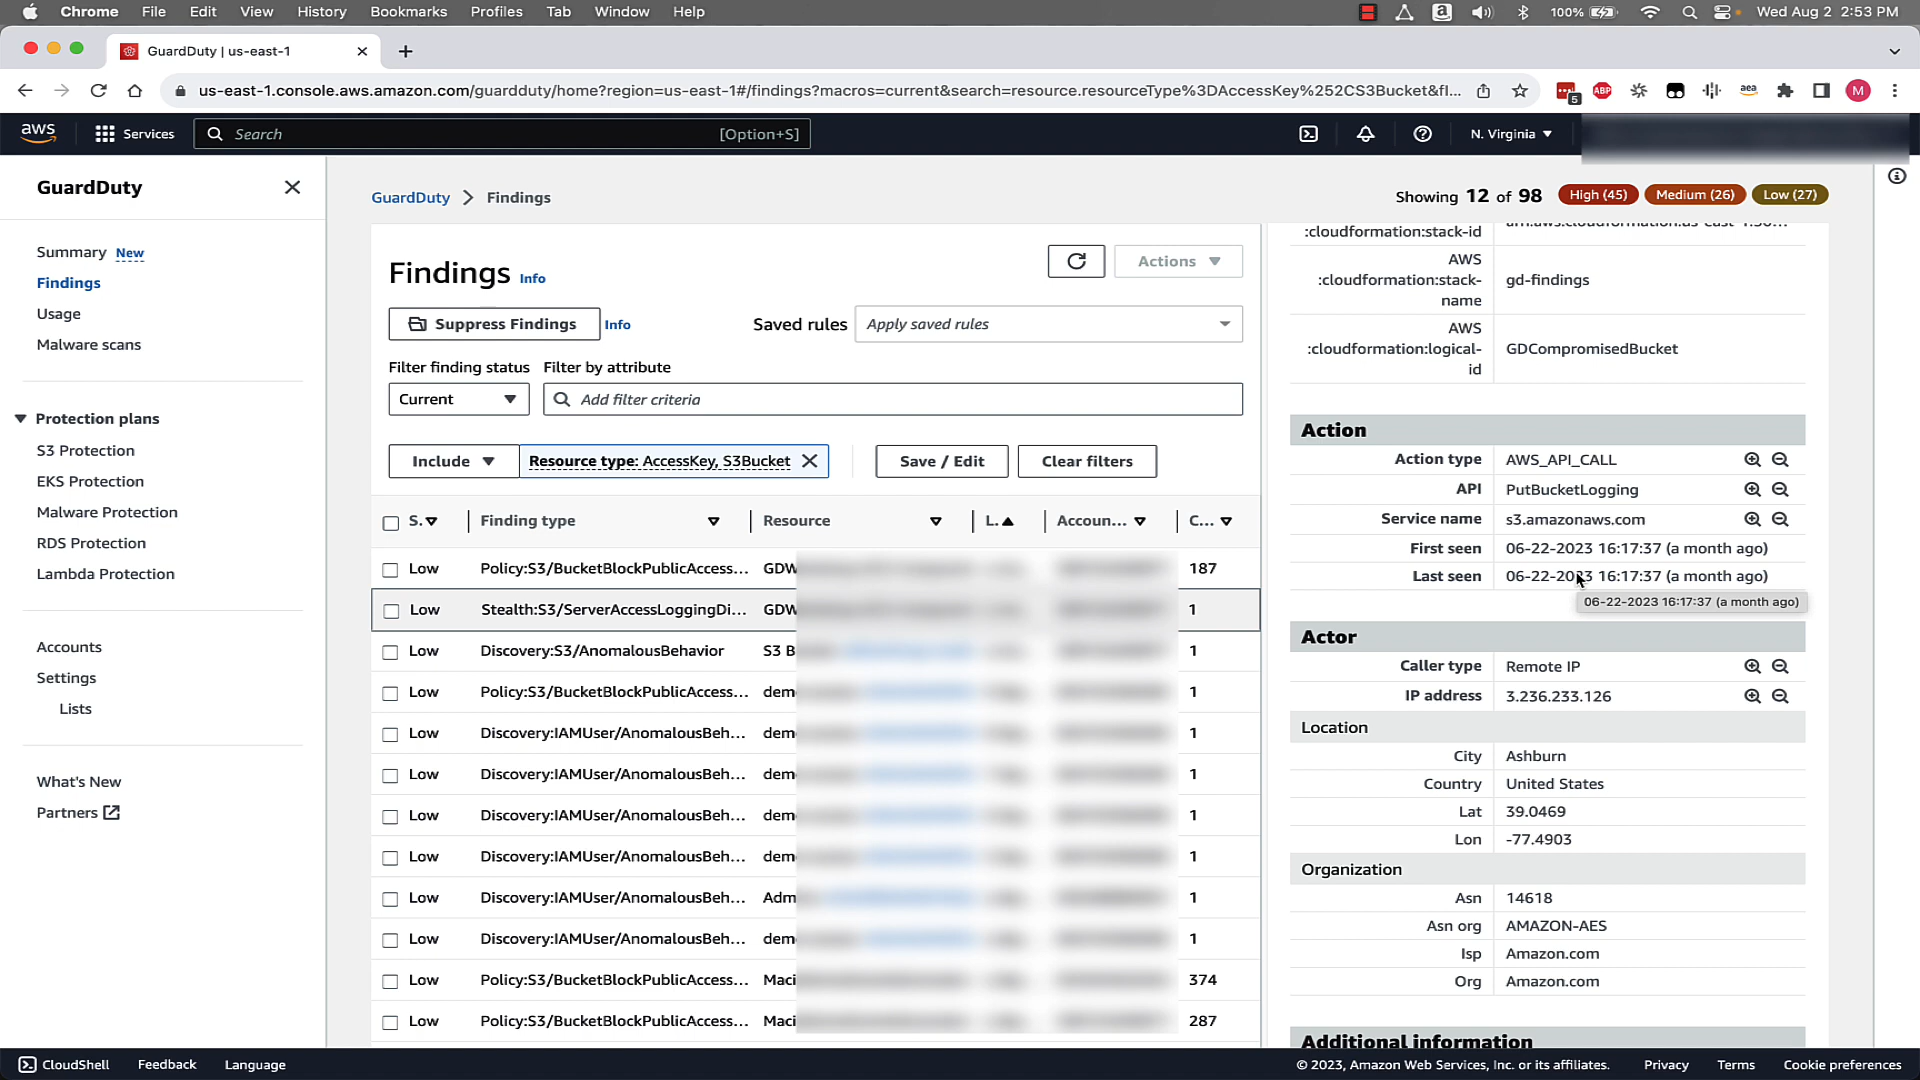 Chrome File Edit View History Bookmarks Profiles Tab Window Help 100% Wed Aug 2 2:53 PM
GuardDuty | us-east-1
us-east-1.console.aws.amazon.com/guardduty/home?region=us-east-1#/findings?macros=current&search=resource.resourceType%3DAccessKey%252CS3Bucket&fl... 5 ABP aea M
aws Services Search [Option+S] N. Virginia
GuardDuty
Summary New
Findings
Usage
Malware scans
Protection plans
S3 Protection
EKS Protection
Malware Protection
RDS Protection
Lambda Protection
Accounts
Settings
Lists
What's New
Partners
GuardDuty > Findings
Showing 12 of 98 High (45) Medium (26) Low (27)
Findings Info
Actions
Suppress Findings Info
Saved rules Apply saved rules
Filter finding status Filter by attribute
Current Add filter criteria
Include Resource type: AccessKey, S3Bucket Save / Edit Clear filters
S. Finding type Resource L. Accoun... C...
Low Policy:S3/BucketBlockPublicAccess... GDW 187
Low Stealth:S3/ServerAccessLoggingDi... GDW 1
Low Discovery:S3/AnomalousBehavior S3 B 1
Low Policy:S3/BucketBlockPublicAccess... dem 1
Low Discovery:IAMUser/AnomalousBeh... dem 1
Low Discovery:IAMUser/AnomalousBeh... dem 1
Low Discovery:IAMUser/AnomalousBeh... dem 1
Low Discovery:IAMUser/AnomalousBeh... dem 1
Low Discovery:IAMUser/AnomalousBeh... Adm 1
Low Discovery:IAMUser/AnomalousBeh... dem 1
Low Policy:S3/BucketBlockPublicAccess... Maci 374
Low Policy:S3/BucketBlockPublicAccess... Maci 287
:cloudformation:stack-id
AWS
:cloudformation:stack- gd-findings
name
AWS
:cloudformation:logical- GDCompromisedBucket
id
Action
Action type AWS_API_CALL
API PutBucketLogging
Service name s3.amazonaws.com
First seen 06-22-2023 16:17:37 (a month ago)
Last seen 06-22-2023 16:17:37 (a month ago)
06-22-2023 16:17:37 (a month ago)
Actor
Caller type Remote IP
IP address 3.236.233.126
Location
City Ashburn
Country United States
Lat 39.0469
Lon -77.4903
Organization
Asn 14618
Asn org AMAZON-AES
Isp Amazon.com
Org Amazon.com
Additional information
CloudShell Feedback Language © 2023, Amazon Web Services, Inc. or its affiliates. Privacy Terms Cookie preferences